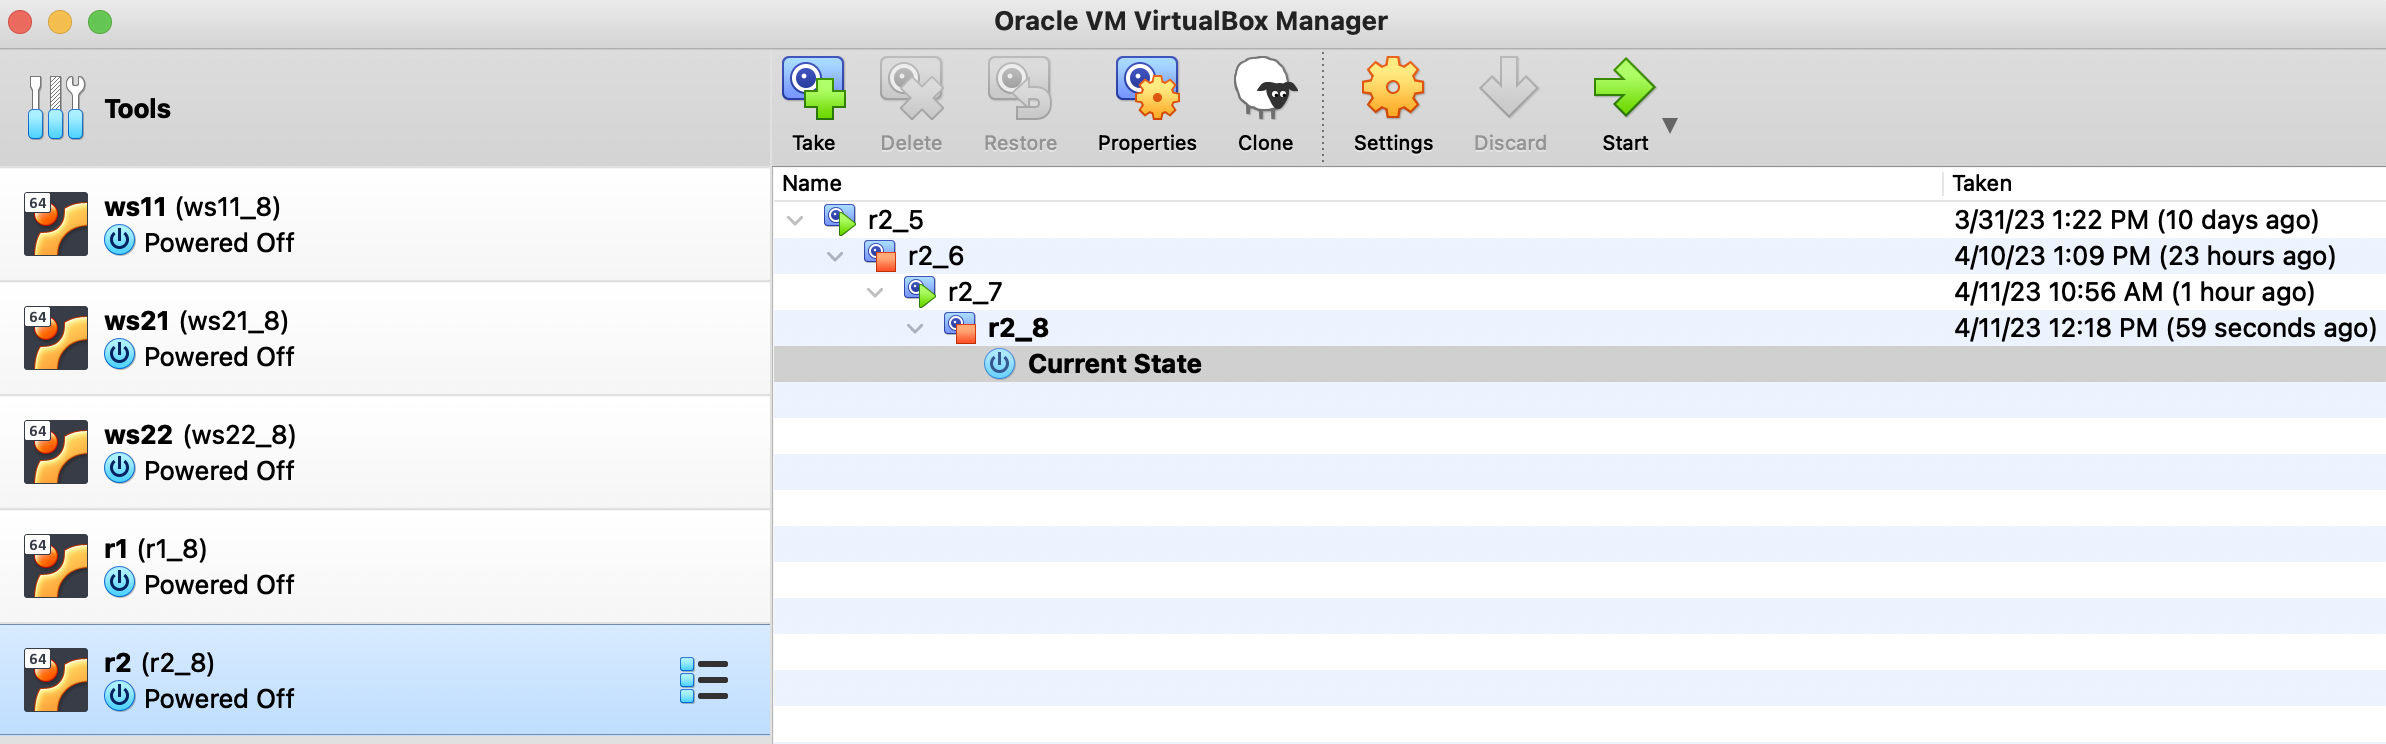 Oracle VM VirtualBox Manager
Tools
Take Delete Restore Properties Clone Settings Discard Start
64 ws11 (ws11_8)
Powered Off
64 ws21 (ws21_8)
Powered Off
64 ws22 (ws22_8)
Powered Off
64 r1 (r1_8)
Powered Off
64 r2 (r2_8)
Powered Off
Name Taken
r2_5 3/31/23 1:22 PM (10 days ago)
r2_6 4/10/23 1:09 PM (23 hours ago)
r2_7 4/11/23 10:56 AM (1 hour ago)
r2_8 4/11/23 12:18 PM (59 seconds ago)
Current State